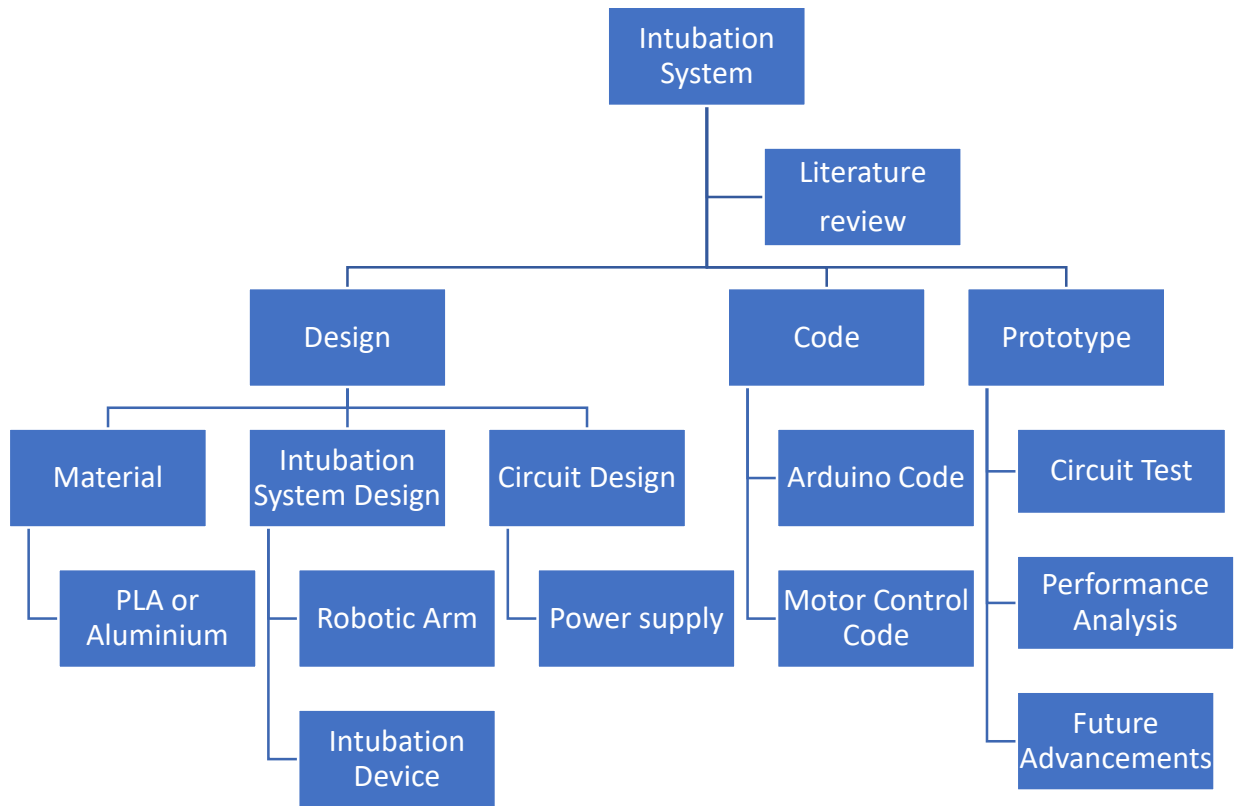 Intubation
System
Literature
review
Design
Code
Prototype
Material
Intubation
System Design
Circuit Design
Arduino Code
Circuit Test
PLA or
Aluminium
Robotic Arm
Power supply
Motor Control
Code
Performance
Analysis
Intubation
Device
Future
Advancements